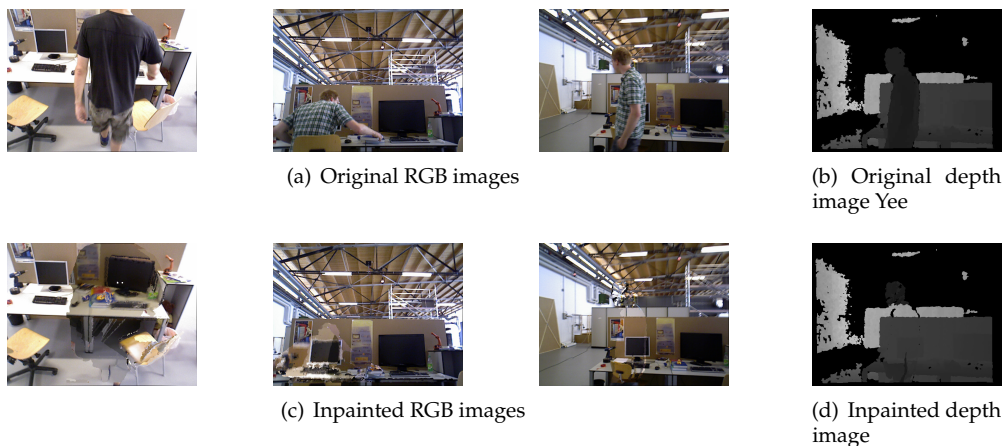 (a) Original RGB images
(b) Original depth
image Yee
(c) Inpainted RGB images
(d) Inpainted depth
image